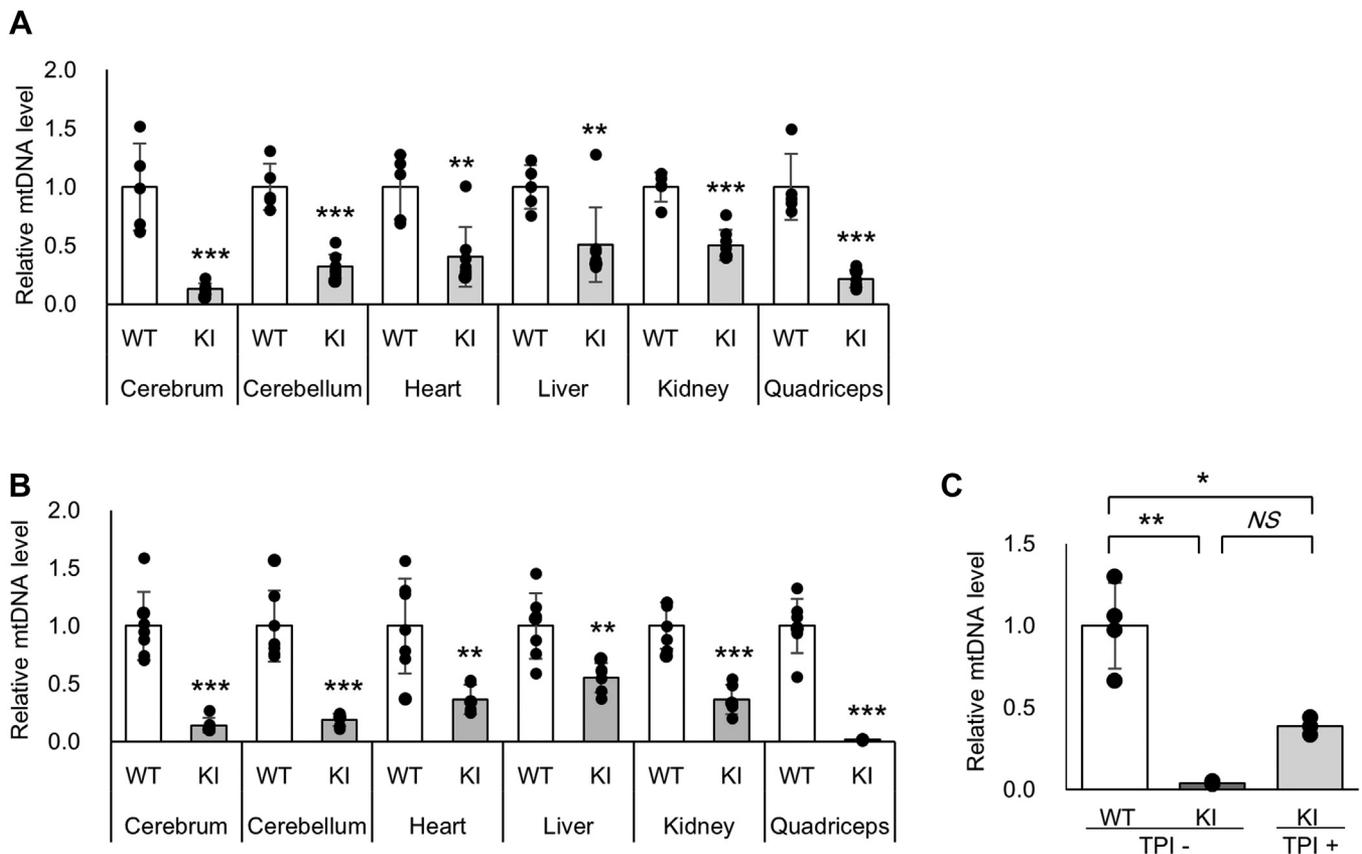 A
Relative mtDNA level
2.0
1.5
1.0
0.5
0.0
*** *** ** ** *** ***
WT KI WT KI WT KI WT KI WT KI WT KI
Cerebrum Cerebellum Heart Liver Kidney Quadriceps
B
Relative mtDNA level
2.0
1.5
1.0
0.5
0.0
*** *** ** ** *** ***
WT KI WT KI WT KI WT KI WT KI WT KI
Cerebrum Cerebellum Heart Liver Kidney Quadriceps
C
Relative mtDNA level
*
** NS
1.5
1.0
0.5
0.0
WT KI KI
TPI - TPI +